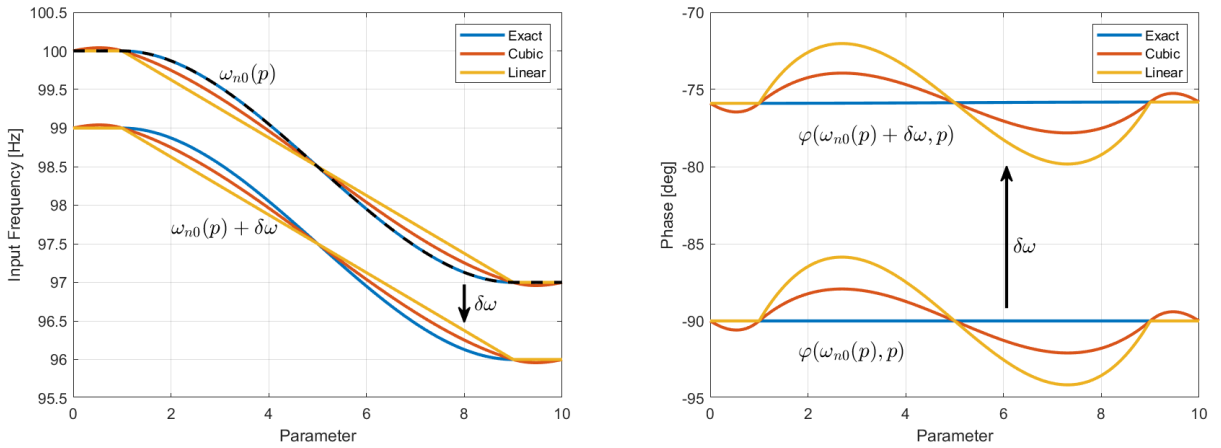 100.5
100
99.5
99
98.5
98
97.5
97
96.5
96
95.5
0 2 4 6 8 10
Input Frequency [Hz]
Parameter
Exact
Cubic
Linear
ωn0(p)
ωn0(p) + δω
δω
-70
-75
-80
-85
-90
-95
0 2 4 6 8 10
Phase [deg]
Parameter
Exact
Cubic
Linear
φ(ωn0(p) + δω, p)
δω
φ(ωn0(p), p)